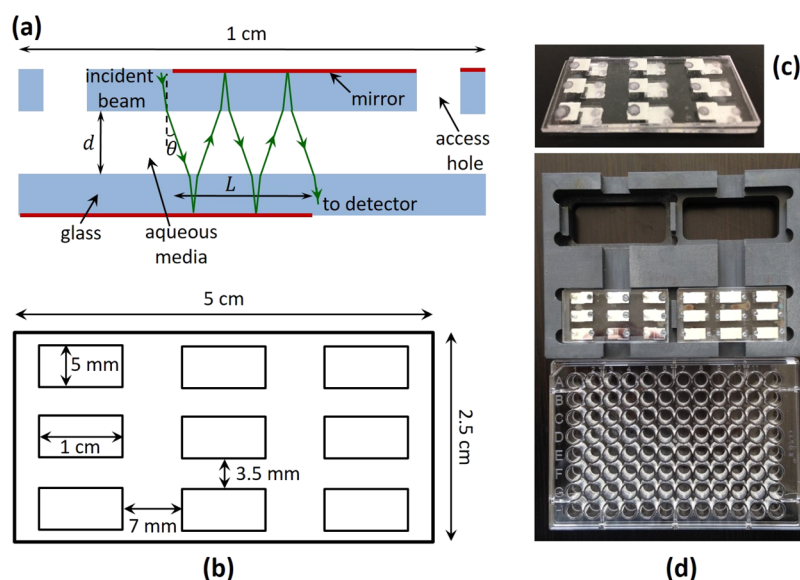 (a)
1 cm
incident
beam
mirror
d
θ
access
hole
L
to detector
glass
aqueous
media
(b)
5 cm
5 mm
1 cm
3.5 mm
7 mm
2.5 cm
(c)
(d)
A
B
C
D
E
F
G